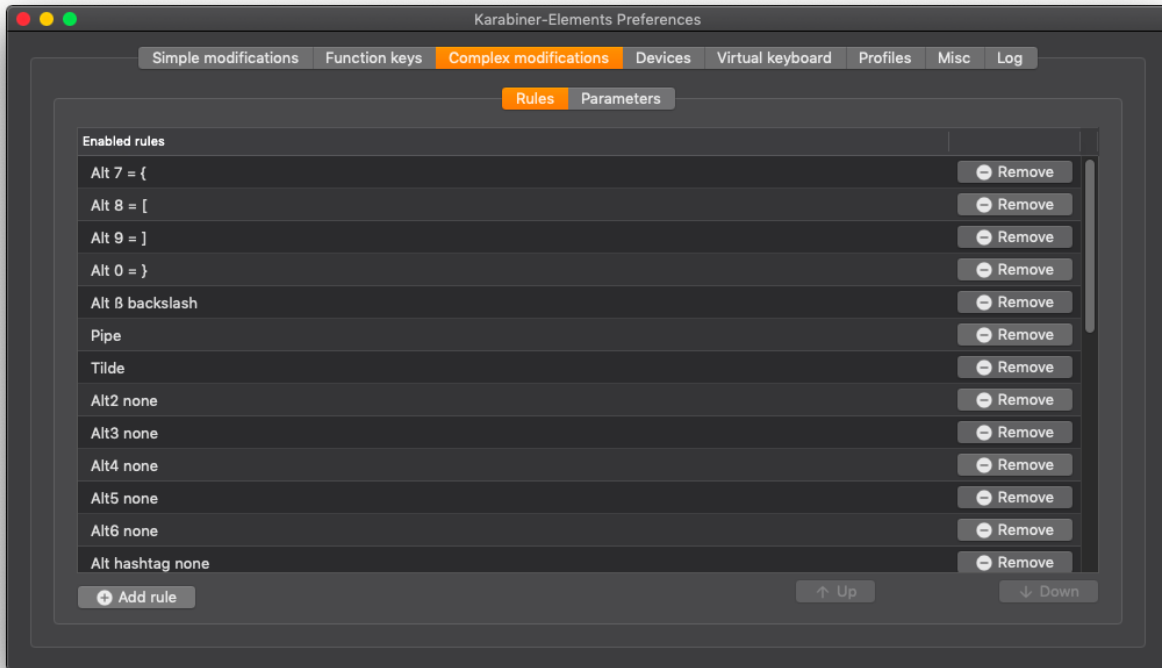 Karabiner-Elements Preferences
Simple modifications Function keys Complex modifications Devices Virtual keyboard Profiles Misc Log
Rules Parameters
Enabled rules
Alt 7 = { Remove
Alt 8 = [ Remove
Alt 9 = ] Remove
Alt 0 = } Remove
Alt ß backslash Remove
Pipe Remove
Tilde Remove
Alt2 none Remove
Alt3 none Remove
Alt4 none Remove
Alt5 none Remove
Alt6 none Remove
Alt hashtag none Remove
Add rule Up Down